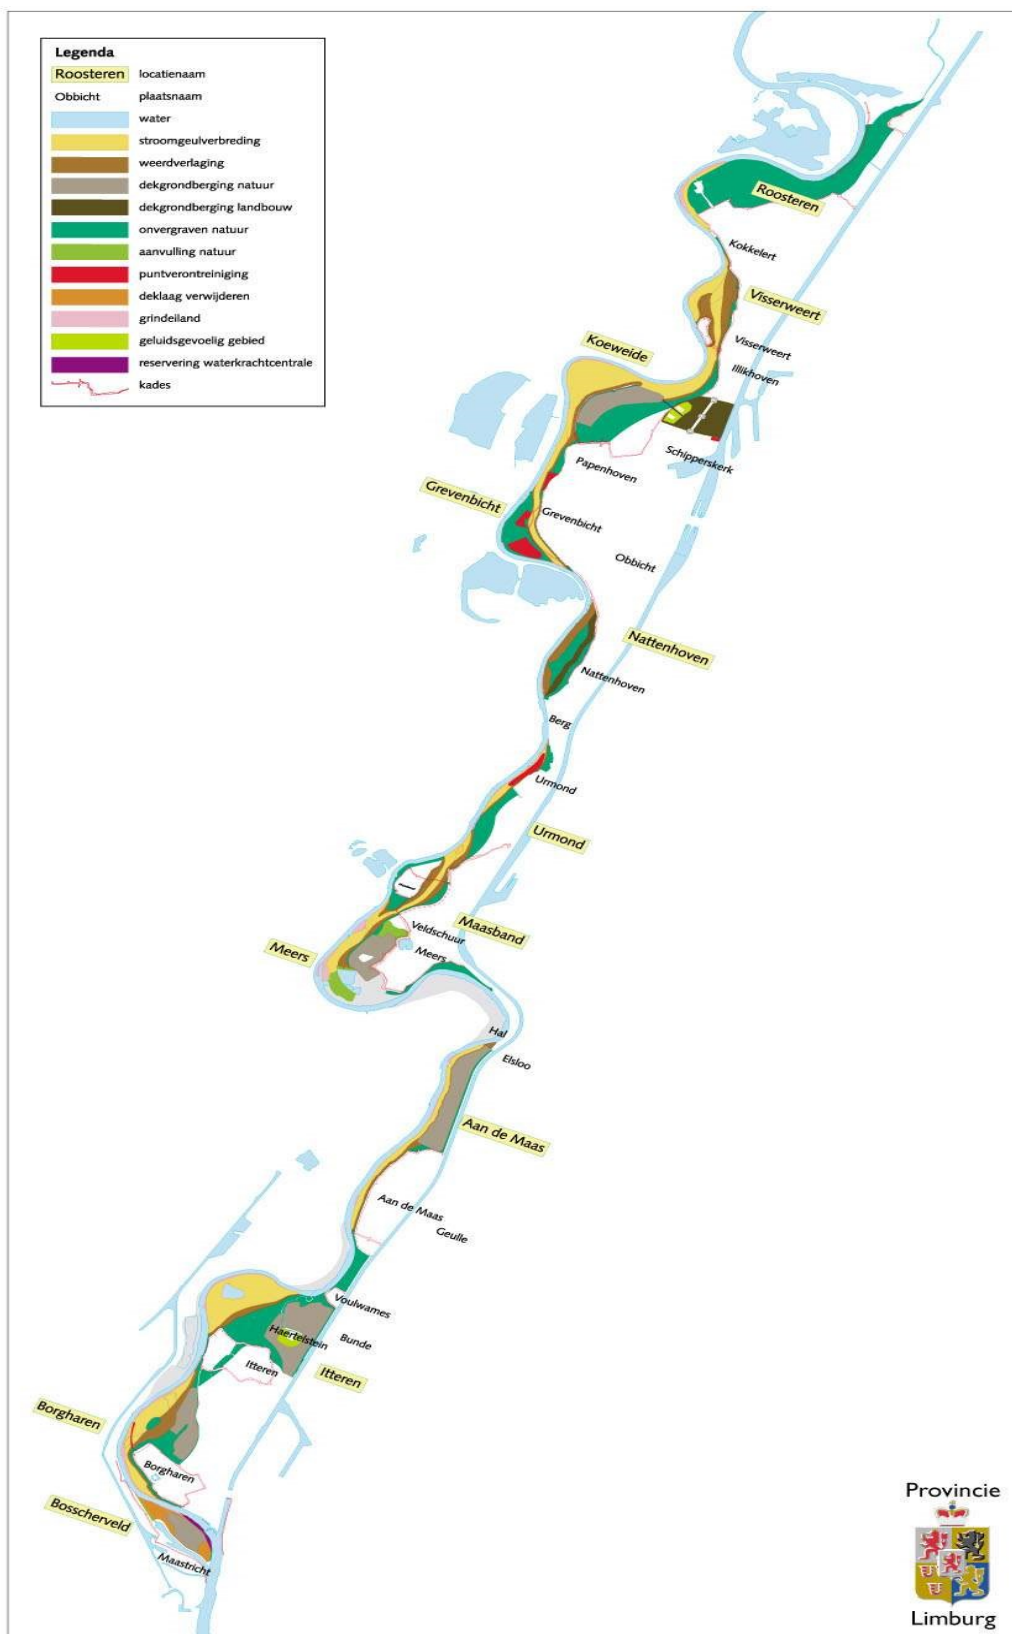 Legenda
Roosteren locatienaam
Obbicht plaatsnaam
water
stroomgeulverbreding
weerdverlaging
dekgrondberging natuur
dekgrondberging landbouw
onvergraven natuur
aanvulling natuur
puntverontreiniging
deklaag verwijderen
grindeiland
geluidsgevoelig gebied
reservering waterkrachtcentrale
kades
Roosteren
Kokkelert
Visserweert
Koeweide
Visserweert
Illikhoven
Schipperskerk
Papenhoven
Grevenbicht
Grevenbicht
Obbicht
Nattenhoven
Nattenhoven
Berg
Urmond
Urmond
Maasband
Veldschuur
Meers
Meers
Hal
Elsloo
Aan de Maas
Aan de Maas
Geulle
Voulwames
Haertelstein
Bunde
Itteren
Itteren
Borgharen
Borgharen
Bosscherveld
Maastricht
Provincie
Limburg